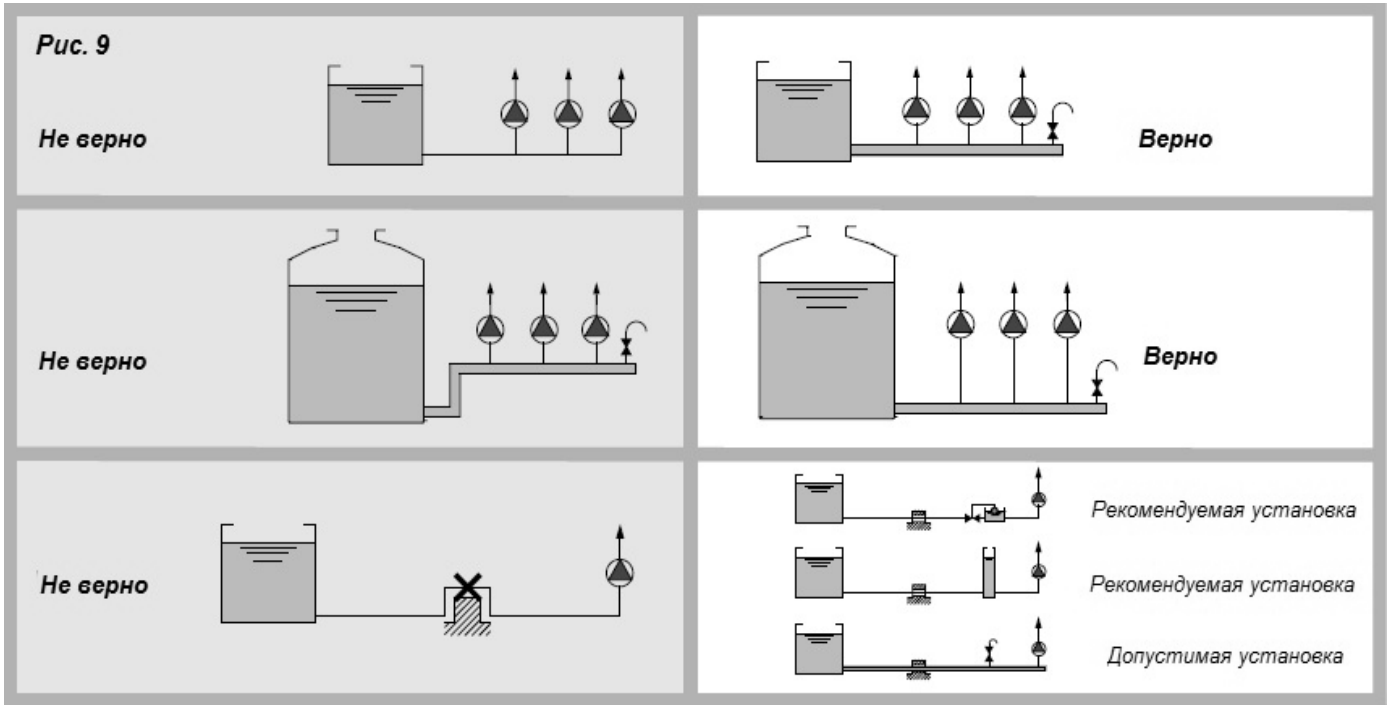 Рис. 9
Не верно
Верно
Не верно
Верно
Не верно
Рекомендуемая установка
Рекомендуемая установка
Допустимая установка